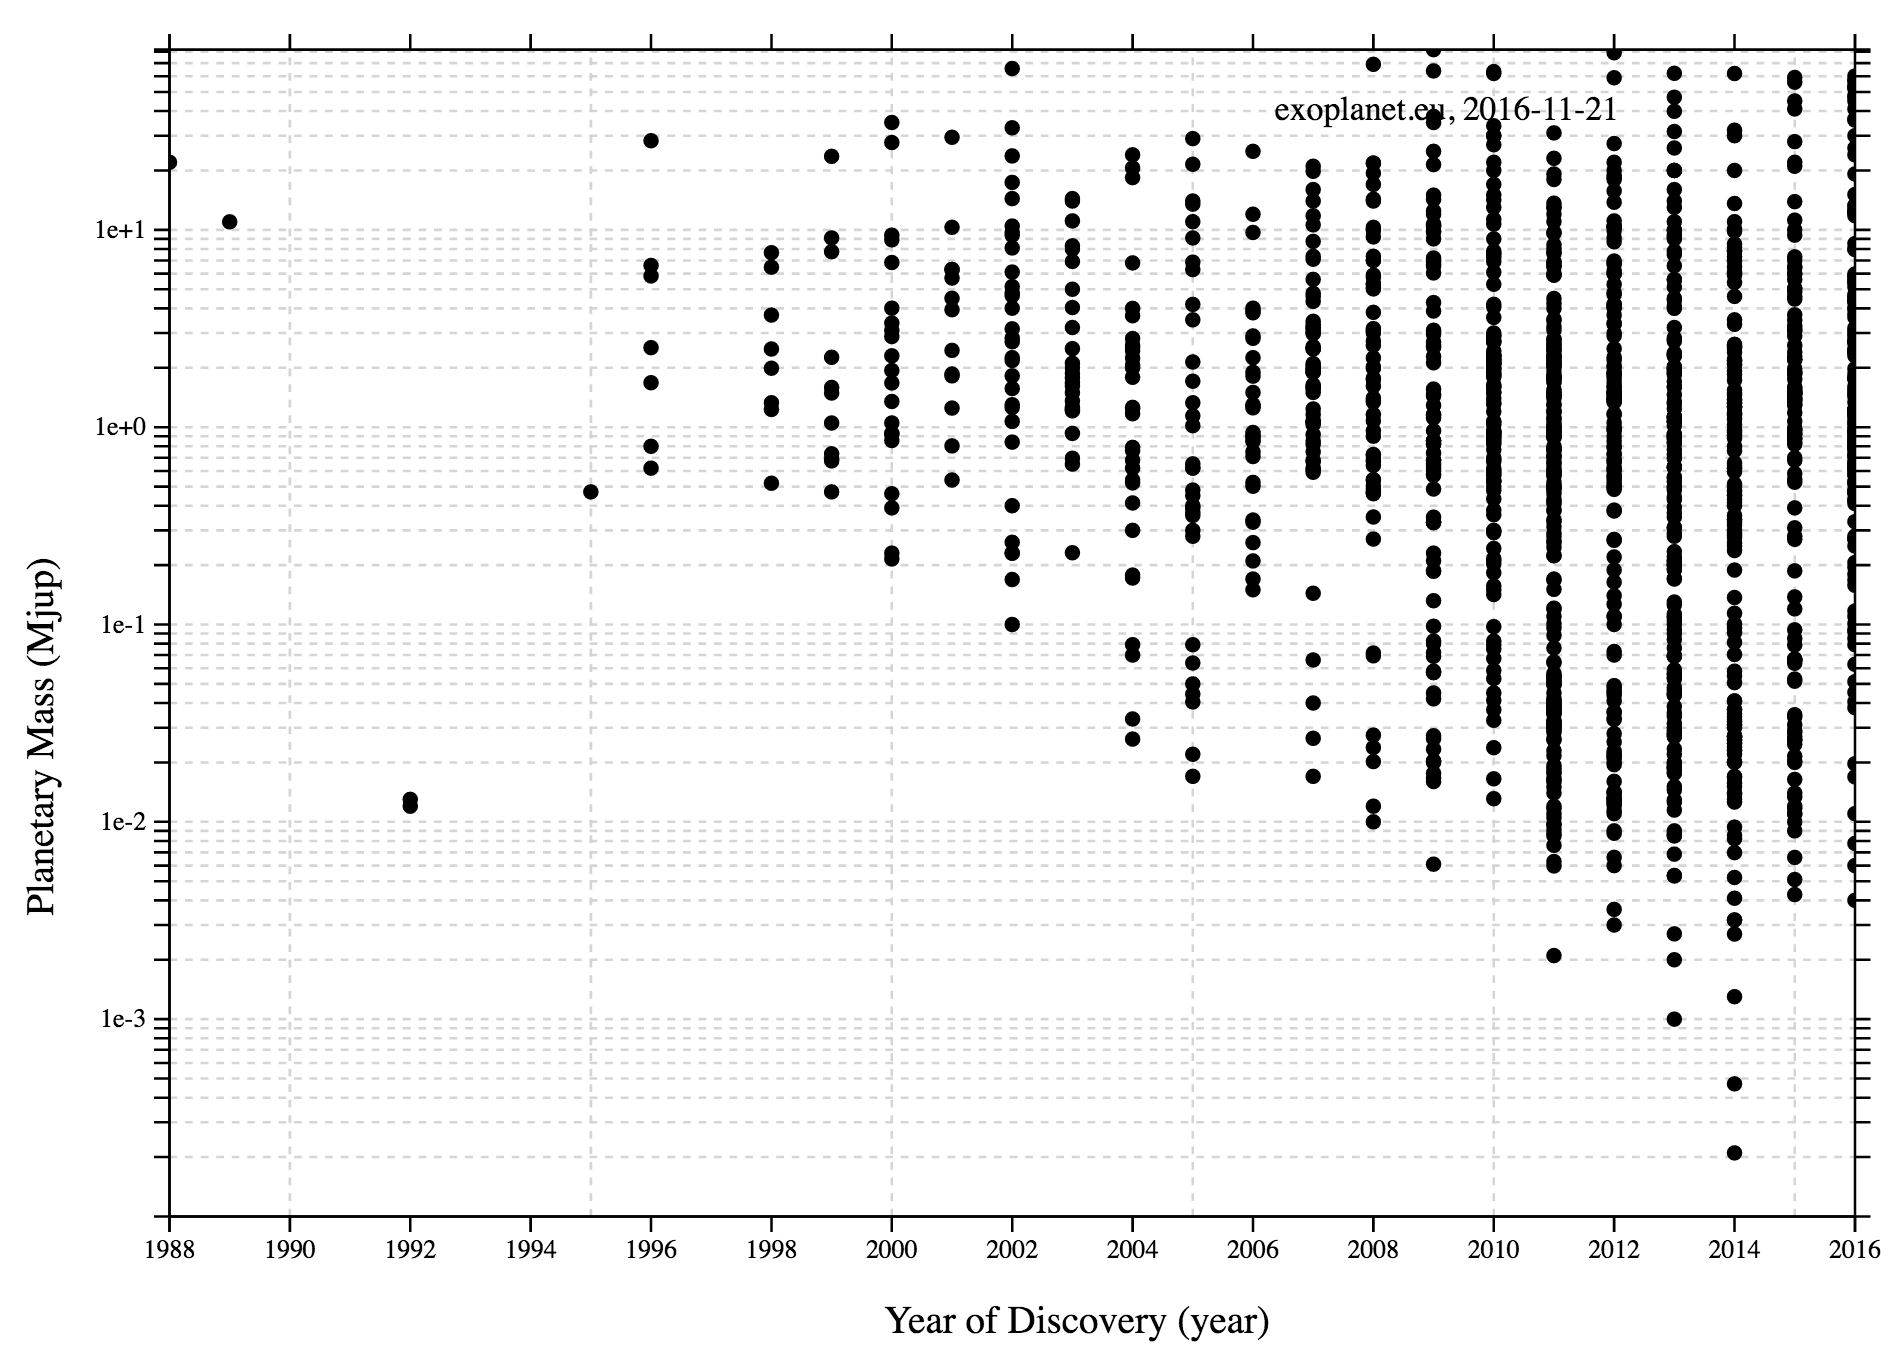 exoplanet.eu, 2016-11-21
1e+1
1e+0
1e-1
1e-2
1e-3
Planetary Mass (Mjup)
1988 1990 1992 1994 1996 1998 2000 2002 2004 2006 2008 2010 2012 2014 2016
Year of Discovery (year)